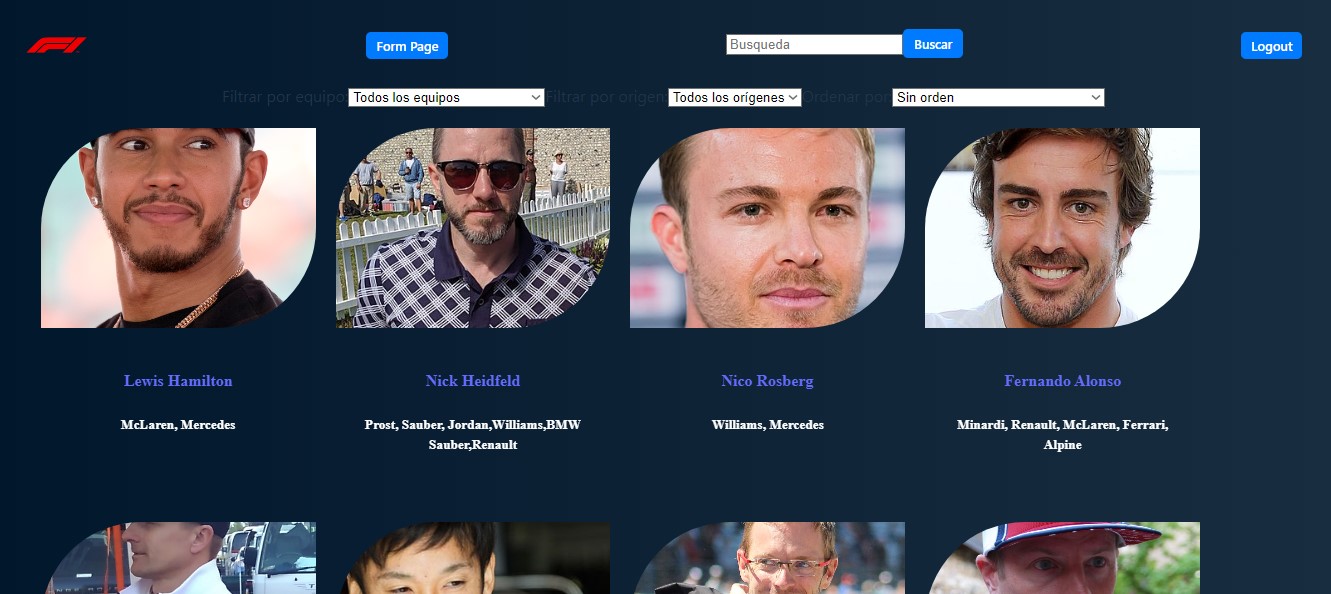 Form Page
Busqueda
Buscar
Logout
Filtrar por equipo: Todos los equipos Filtrar por origen: Todos los orígenes Ordenar por: Sin orden
Lewis Hamilton
Nick Heidfeld
Nico Rosberg
Fernando Alonso
McLaren, Mercedes
Prost, Sauber, Jordan,Williams,BMW
Sauber,Renault
Williams, Mercedes
Minardi, Renault, McLaren, Ferrari,
Alpine